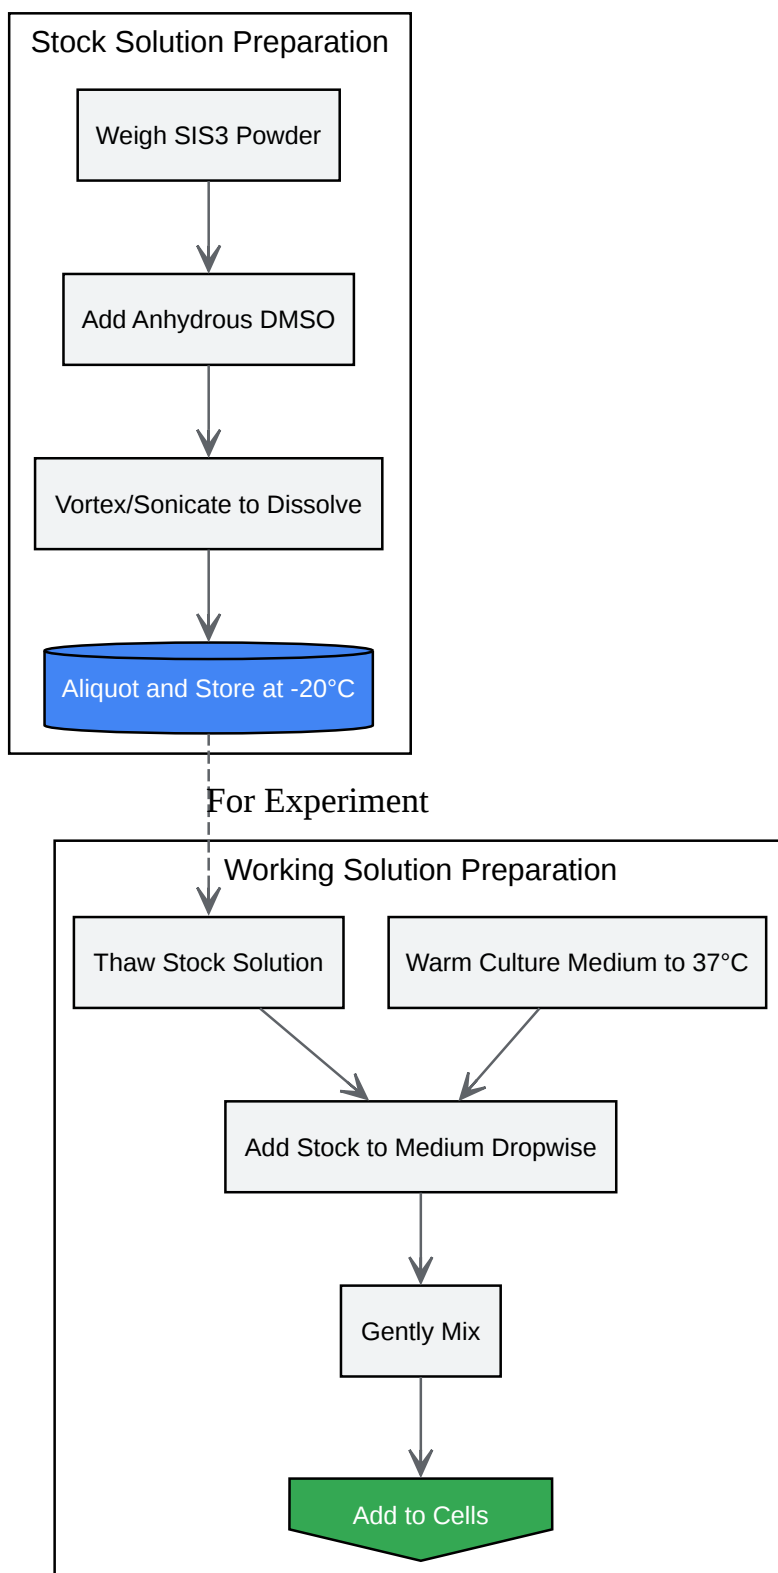 Stock Solution Preparation
Weigh SIS3 Powder
Add Anhydrous DMSO
Vortex/Sonicate to Dissolve
Aliquot and Store at -20°C
For Experiment
Working Solution Preparation
Thaw Stock Solution
Warm Culture Medium to 37°C
Add Stock to Medium Dropwise
Gently Mix
Add to Cells